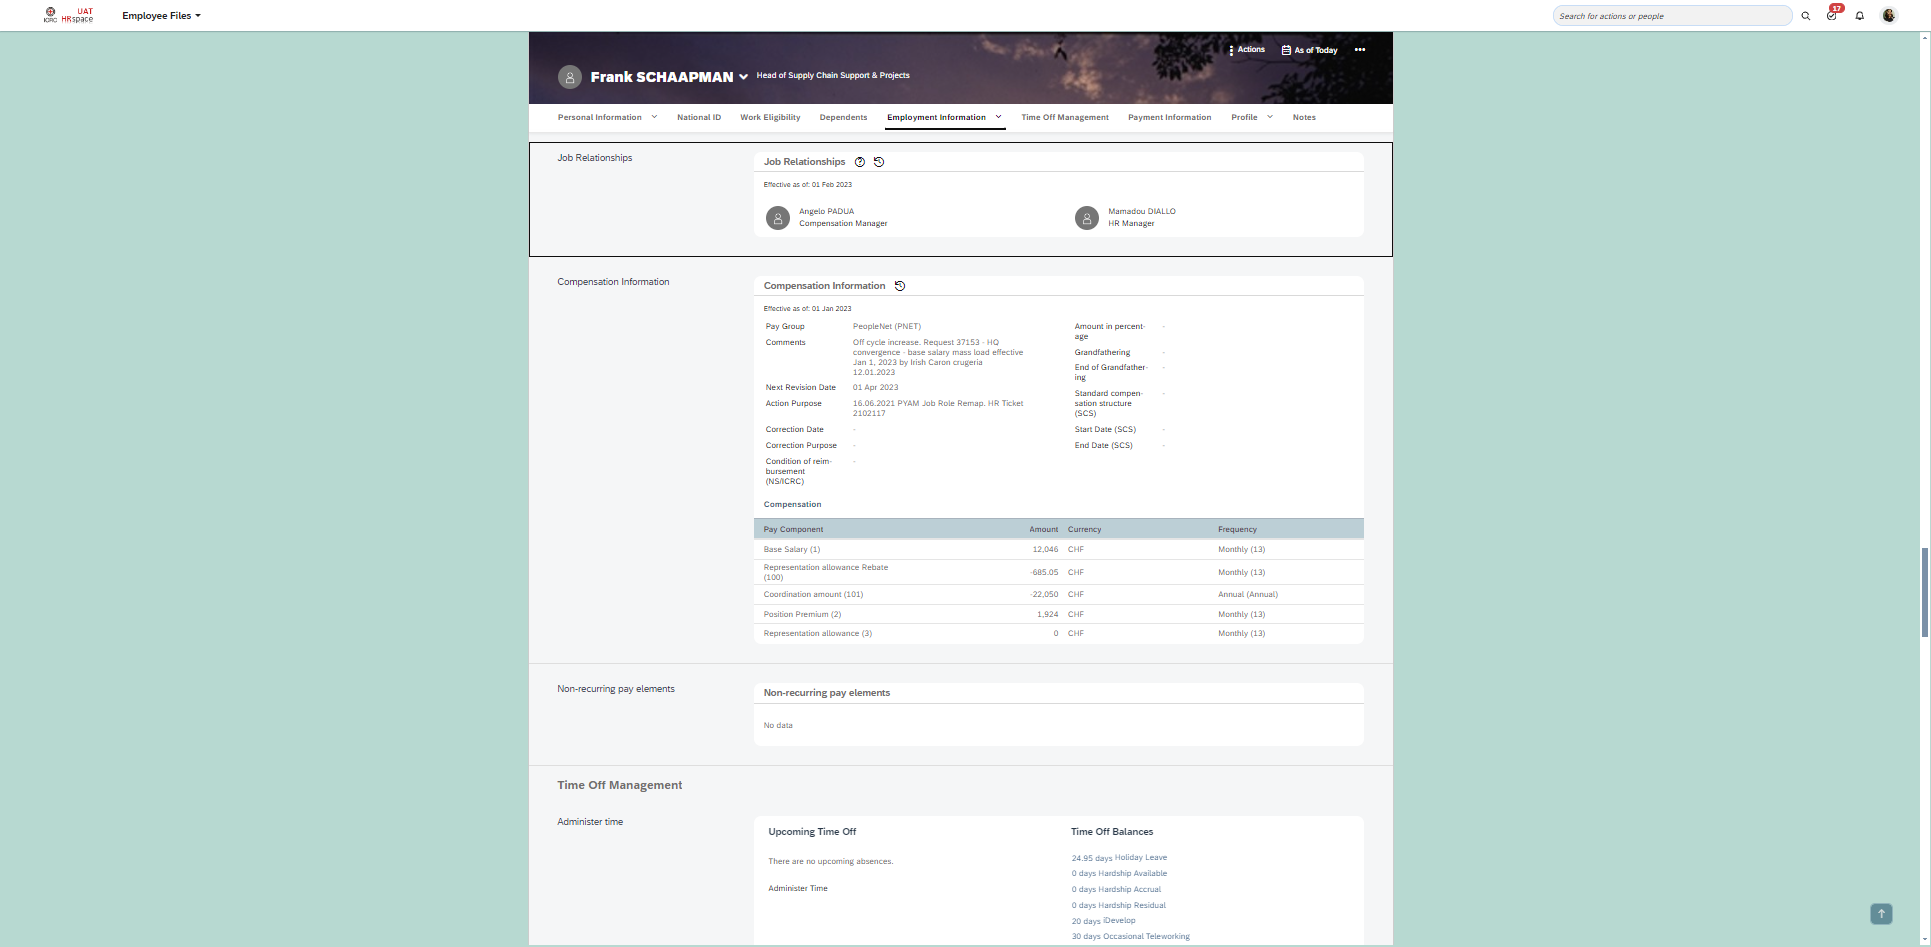 ICRC UAT HRspace
Employee Files
Search for actions or people
17
Actions
As of Today
Frank SCHAAPMAN
Head of Supply Chain Support & Projects
Personal Information
National ID
Work Eligibility
Dependents
Employment Information
Time Off Management
Payment Information
Profile
Notes
Job Relationships
Job Relationships
Effective as of: 01 Feb 2023
Angelo PADUA
Compensation Manager
Mamadou DIALLO
HR Manager
Compensation Information
Compensation Information
Effective as of: 01 Jan 2023
Pay Group PeopleNet (PNET)
Comments Off cycle increase. Request 37153 - HQ
convergence - base salary mass load effective
Jan 1, 2023 by Irish Caron crugeria
12.01.2023
Next Revision Date 01 Apr 2023
Action Purpose 16.06.2021 PYAM Job Role Remap. HR Ticket
2102117
Correction Date -
Correction Purpose -
Condition of reim-
bursement
(NS/ICRC) -
Amount in percent-
age -
Grandfathering -
End of Grandfather-
ing -
Standard compen-
sation structure
(SCS) -
Start Date (SCS) -
End Date (SCS) -
Compensation
Pay Component Amount Currency Frequency
Base Salary (1) 12,046 CHF Monthly (13)
Representation allowance Rebate
(100) -685.05 CHF Monthly (13)
Coordination amount (101) -22,050 CHF Annual (Annual)
Position Premium (2) 1,924 CHF Monthly (13)
Representation allowance (3) 0 CHF Monthly (13)
Non-recurring pay elements
Non-recurring pay elements
No data
Time Off Management
Administer time
Upcoming Time Off
There are no upcoming absences.
Administer Time
Time Off Balances
24.95 days Holiday Leave
0 days Hardship Available
0 days Hardship Accrual
0 days Hardship Residual
20 days iDevelop
30 days Occasional Teleworking